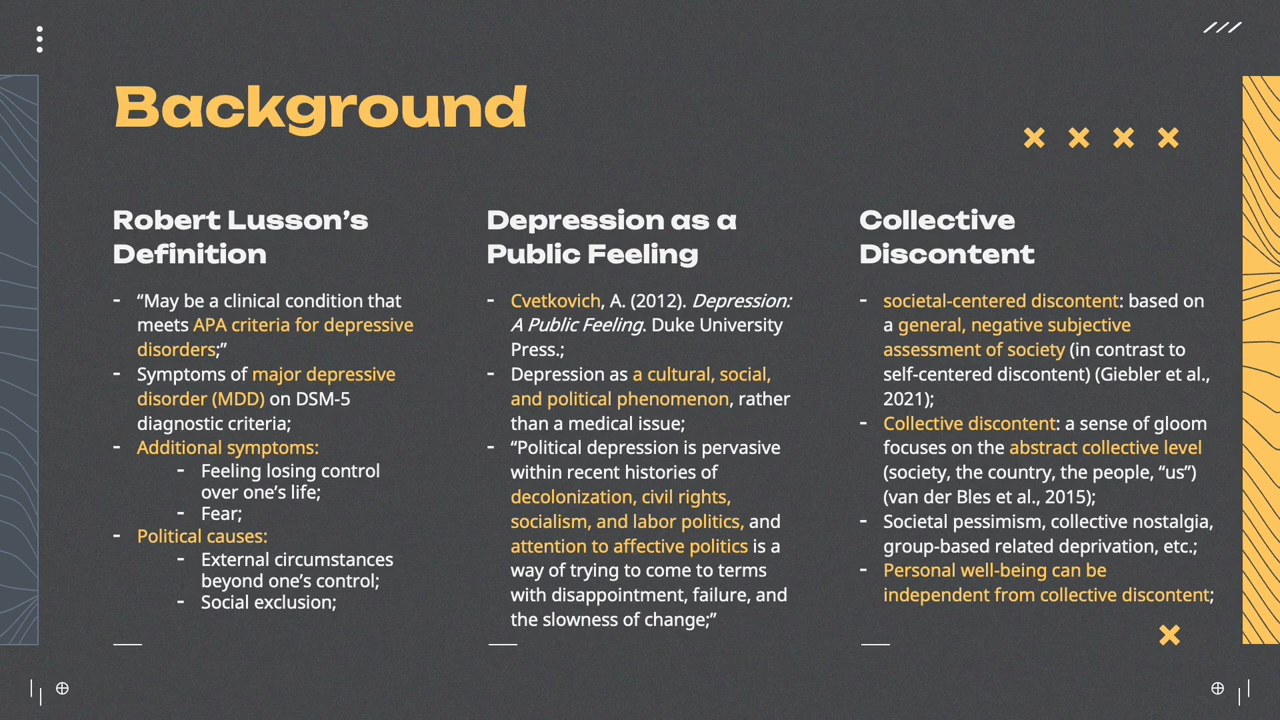 Background
Robert Lusson’s
Definition
- “May be a clinical condition that
meets APA criteria for depressive
disorders;”
- Symptoms of major depressive
disorder (MDD) on DSM-5
diagnostic criteria;
- Additional symptoms:
- Feeling losing control
over one’s life;
- Fear;
- Political causes:
- External circumstances
beyond one’s control;
- Social exclusion;
Depression as a
Public Feeling
- Cvetkovich, A. (2012). Depression:
A Public Feeling. Duke University
Press.;
- Depression as a cultural, social,
and political phenomenon, rather
than a medical issue;
- “Political depression is pervasive
within recent histories of
decolonization, civil rights,
socialism, and labor politics, and
attention to affective politics is a
way of trying to come to terms
with disappointment, failure, and
the slowness of change;”
Collective
Discontent
- societal-centered discontent: based on
a general, negative subjective
assessment of society (in contrast to
self-centered discontent) (Giebler et al.,
2021);
- Collective discontent: a sense of gloom
focuses on the abstract collective level
(society, the country, the people, “us”)
(van der Bles et al., 2015);
- Societal pessimism, collective nostalgia,
group-based related deprivation, etc.;
- Personal well-being can be
independent from collective discontent;